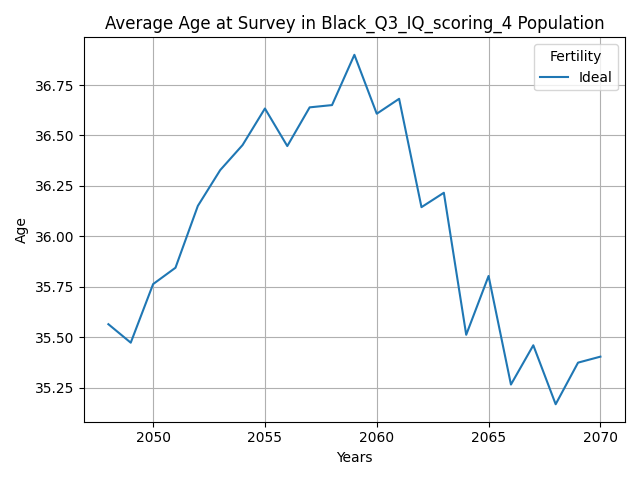 Average Age at Survey in Black_Q3_IQ_scoring_4 Population
Fertility
Ideal
36.75
36.50
36.25
36.00
35.75
35.50
35.25
Age
2050
2055
2060
2065
2070
Years